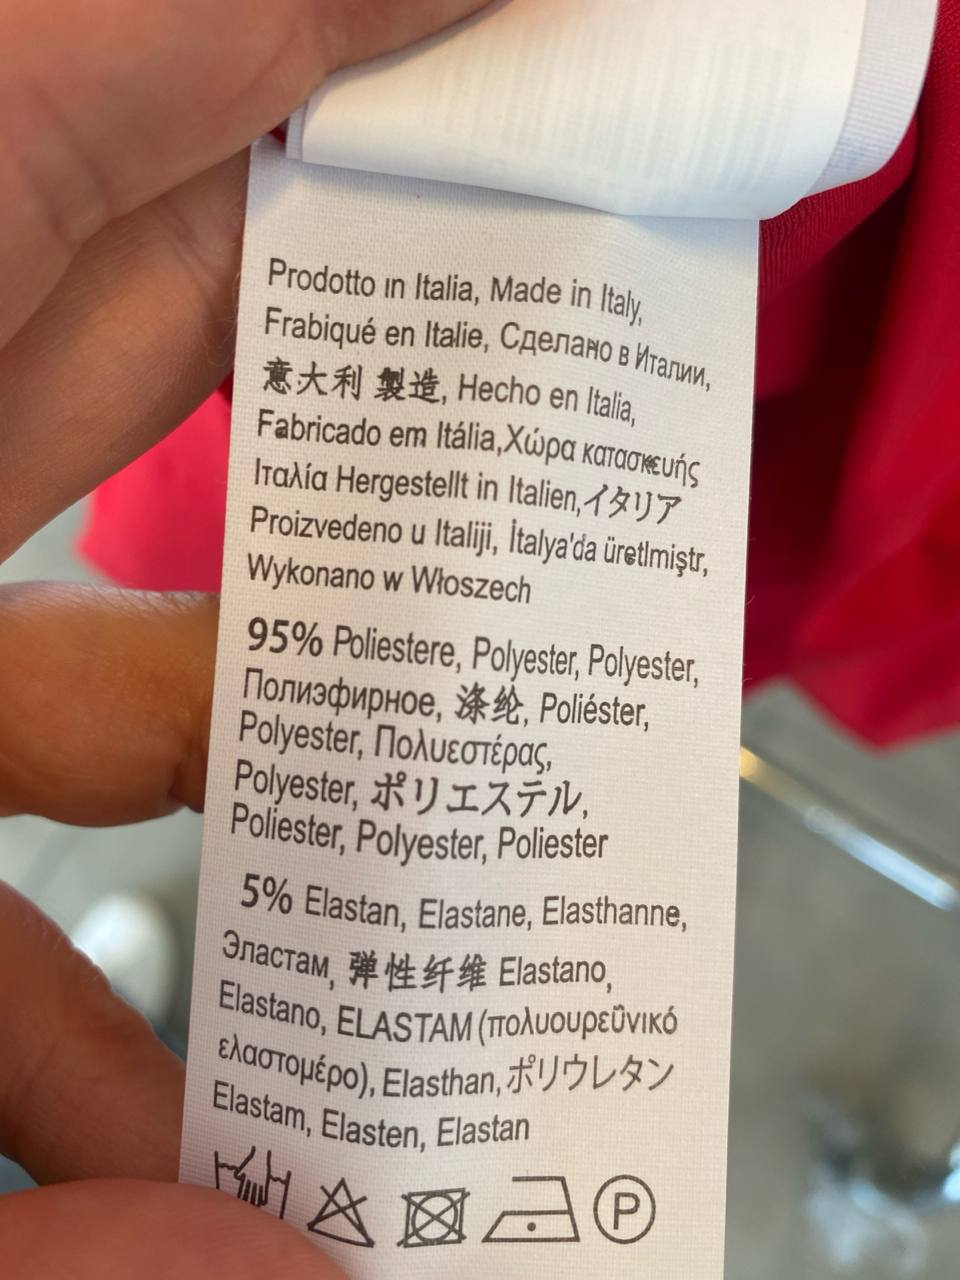 Prodotto in Italia, Made in Italy,
Frabiqué en Italie, Сделано в Италии,
意大利 製造, Hecho en Italia,
Fabricado em Itália,Χώρα κατασκευής
Ιταλία Hergestellt in Italien,イタリア
Proizvedeno u Italiji, İtalya'da üretlmiştr,
Wykonano w Włoszech
95% Poliestere, Polyester, Polyester,
Полиэфирное, 涤纶, Poliéster,
Polyester, Πολυεστέρας,
Polyester, ポリエステル,
Poliester, Polyester, Poliester
5% Elastan, Elastane, Elasthanne,
Эластам, 弹性纤维 Elastano,
Elastano, ELASTAM (πολυουρεΰνικό
ελαστομέρο), Elasthan, ポリウレタン
Elastam, Elasten, Elastan
P